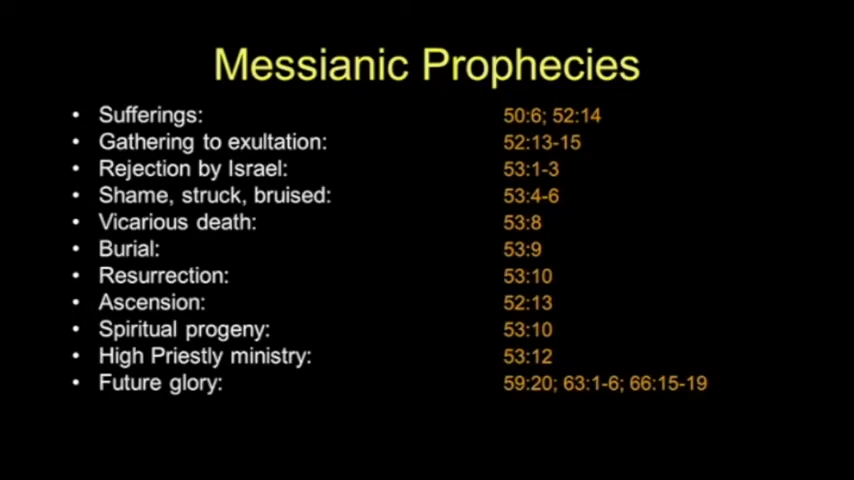 Messianic Prophecies
• Sufferings: 50:6; 52:14
• Gathering to exultation: 52:13-15
• Rejection by Israel: 53:1-3
• Shame, struck, bruised: 53:4-6
• Vicarious death: 53:8
• Burial: 53:9
• Resurrection: 53:10
• Ascension: 52:13
• Spiritual progeny: 53:10
• High Priestly ministry: 53:12
• Future glory: 59:20; 63:1-6; 66:15-19